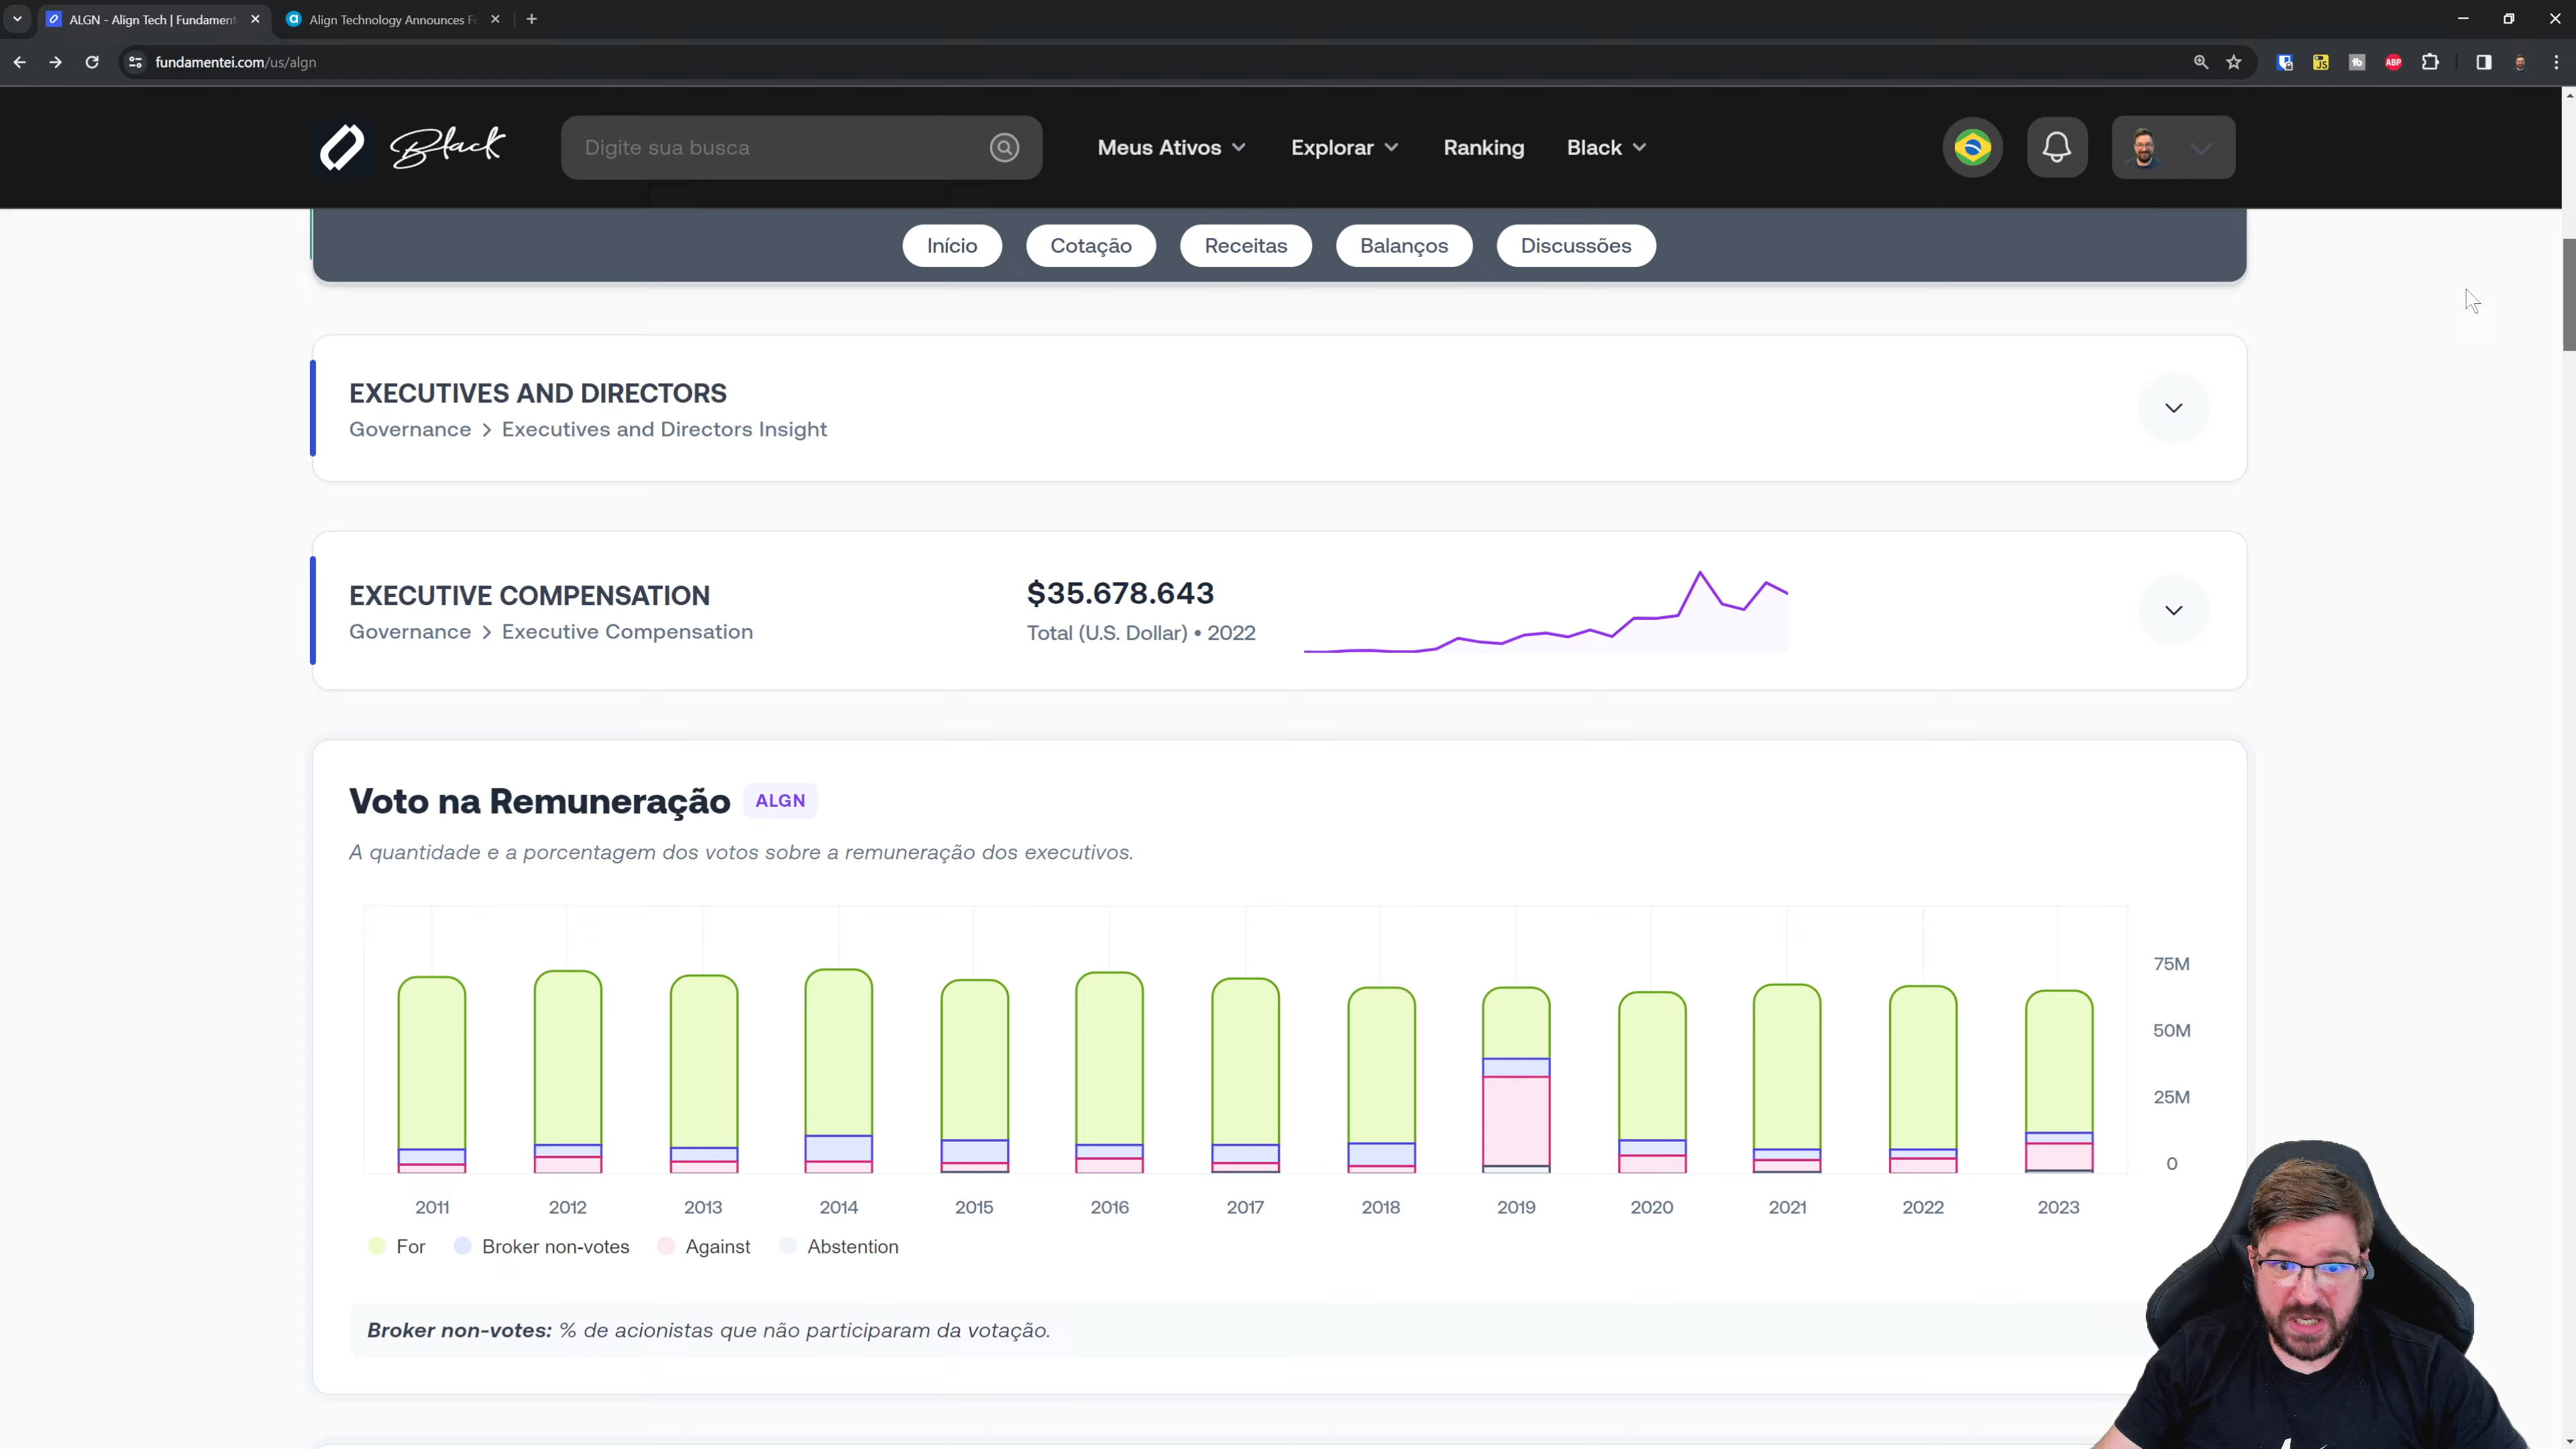 ALGN - Align Tech | Fundament
Align Technology Announces Fo
fundamentei.com/us/algn
Black
Digite sua busca
Meus Ativos
Explorar
Ranking
Black
Início
Cotação
Receitas
Balanços
Discussões
EXECUTIVES AND DIRECTORS
Governance > Executives and Directors Insight
EXECUTIVE COMPENSATION
Governance > Executive Compensation
$35.678.643
Total (U.S. Dollar) • 2022
Voto na Remuneração
ALGN
A quantidade e a porcentagem dos votos sobre a remuneração dos executivos.
75M
50M
25M
0
2011 2012 2013 2014 2015 2016 2017 2018 2019 2020 2021 2022 2023
For Broker non-votes Against Abstention
Broker non-votes: % de acionistas que não participaram da votação.
ABP
JS